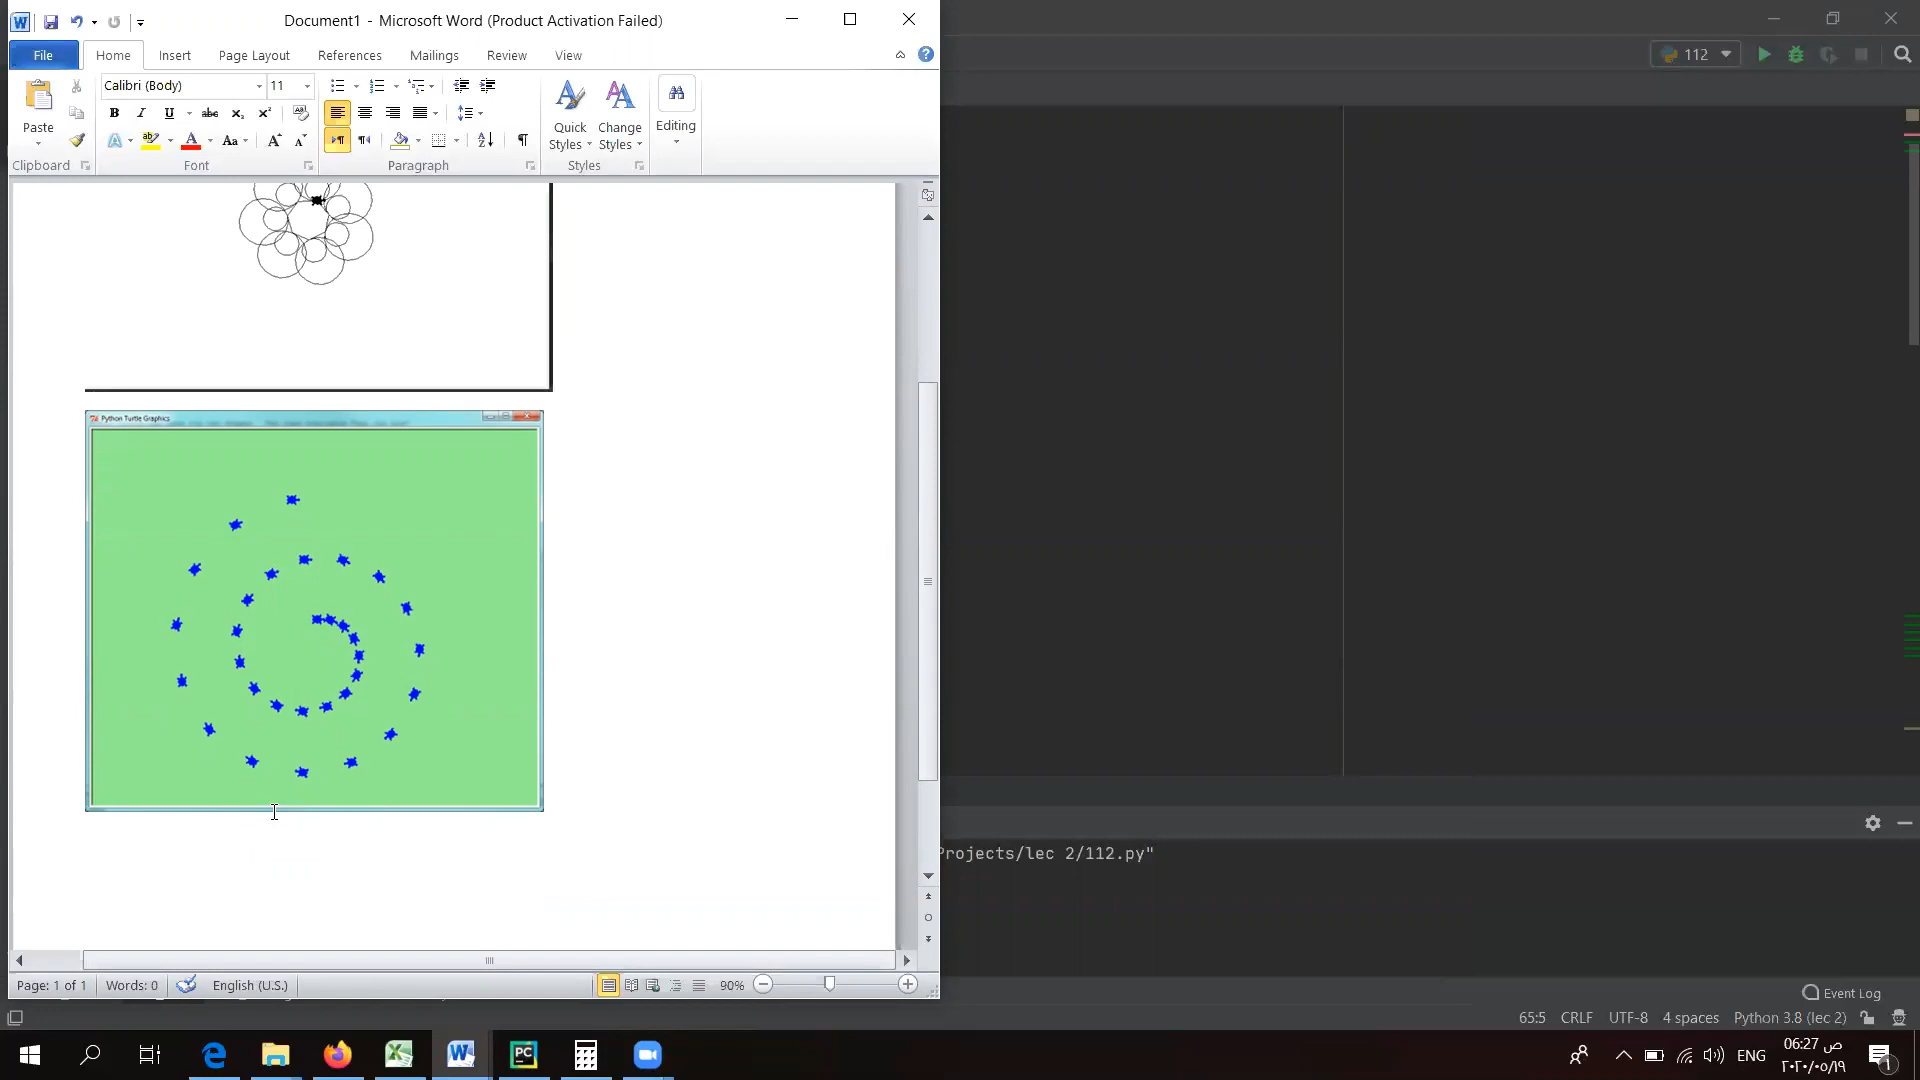 Document1 - Microsoft Word (Product Activation Failed)
File
Home
Insert
Page Layout
References
Mailings
Review
View
112
Paste
Calibri (Body)
11
Quick
Styles
Change
Styles
Editing
Clipboard
Font
Paragraph
Styles
Python Turtle Graphics
Projects/lec 2/112.py"
Page: 1 of 1
Words: 0
English (U.S.)
90%
Event Log
65:5
CRLF
UTF-8
4 spaces
Python 3.8 (lec 2)
ENG
06:27 ص
٢٠٢٠/٠٥/١٩